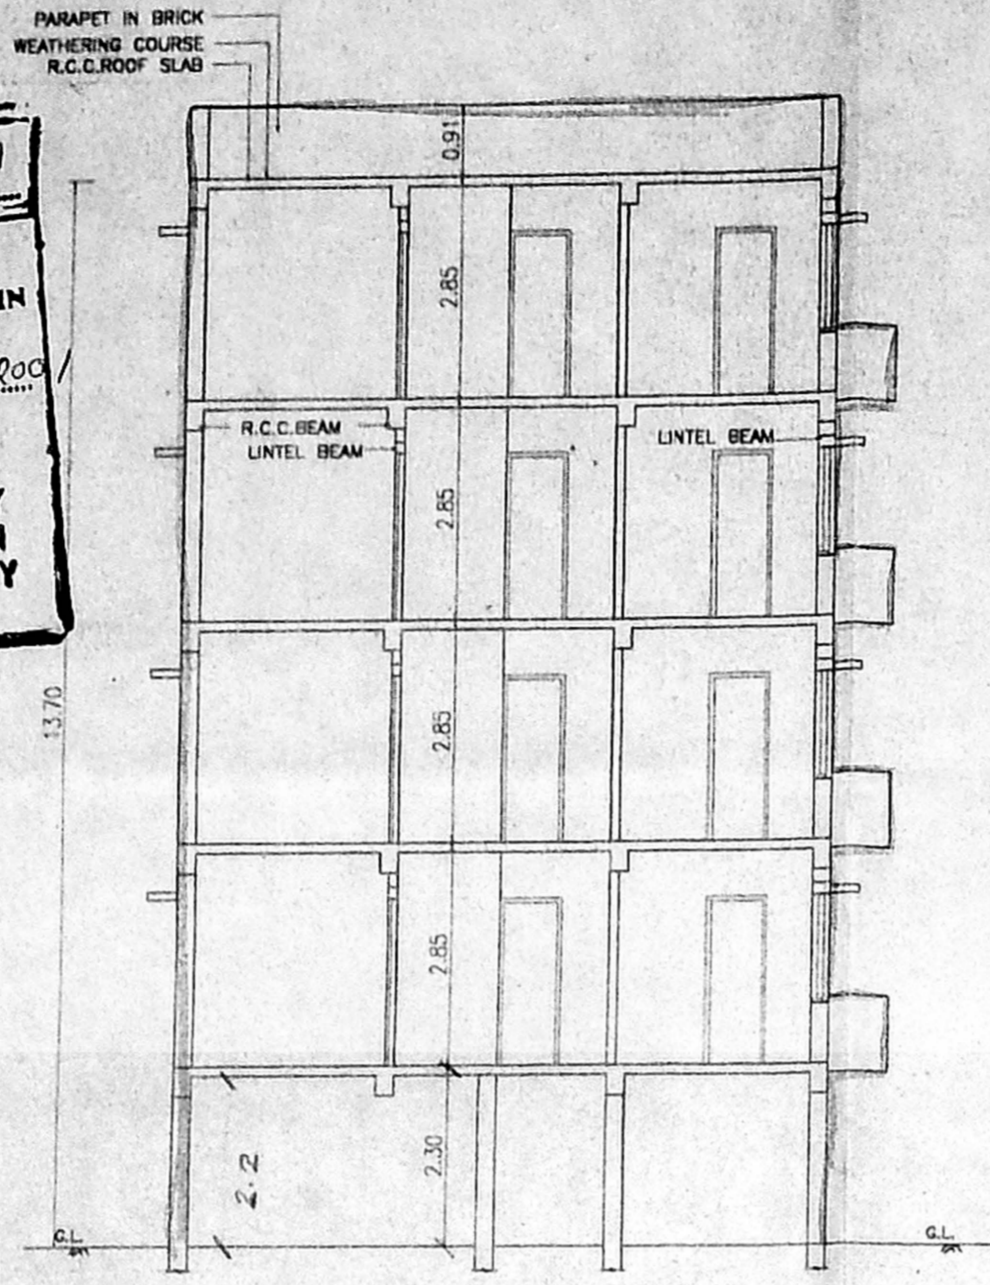 PARAPET IN BRICK
WEATHERING COURSE
R.C.C.ROOF SLAB
0.91
IN
2.85
R.C.C.BEAM
LINTEL BEAM
LINTEL BEAM
2.85
Y
13.70
2.85
2.85
2.30
2.2
G.L.
G.L.